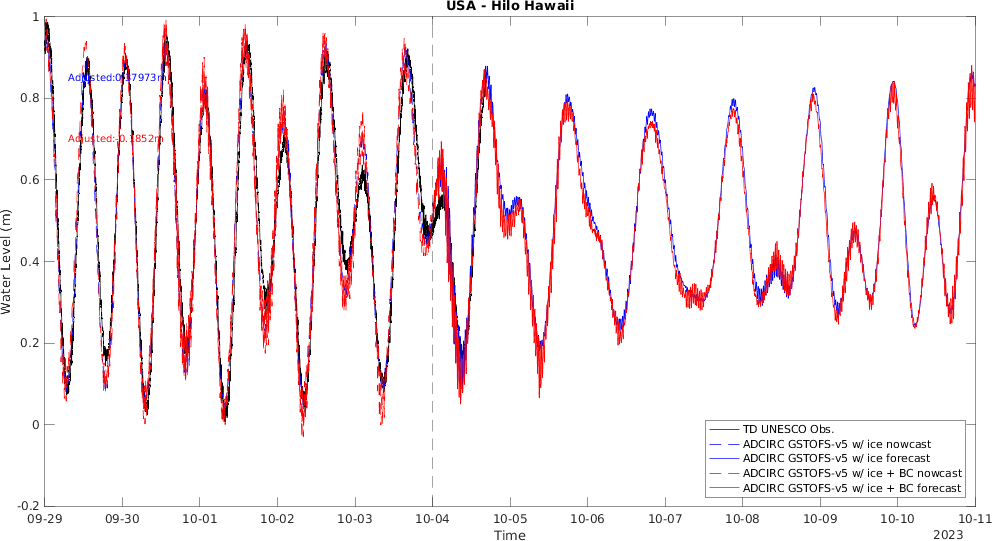 USA - Hilo Hawaii
1
0.8
0.6
0.4
0.2
0
-0.2
Water Level (m)
Adjusted:-0.1852m
TD UNESCO Obs.
ADCIRC GSTOFS-v5 w/ ice nowcast
ADCIRC GSTOFS-v5 w/ ice forecast
ADCIRC GSTOFS-v5 w/ ice + BC nowcast
ADCIRC GSTOFS-v5 w/ ice + BC forecast
09-29 09-30 10-01 10-02 10-03 10-04 10-05 10-06 10-07 10-08 10-09 10-10 10-11
Time
2023